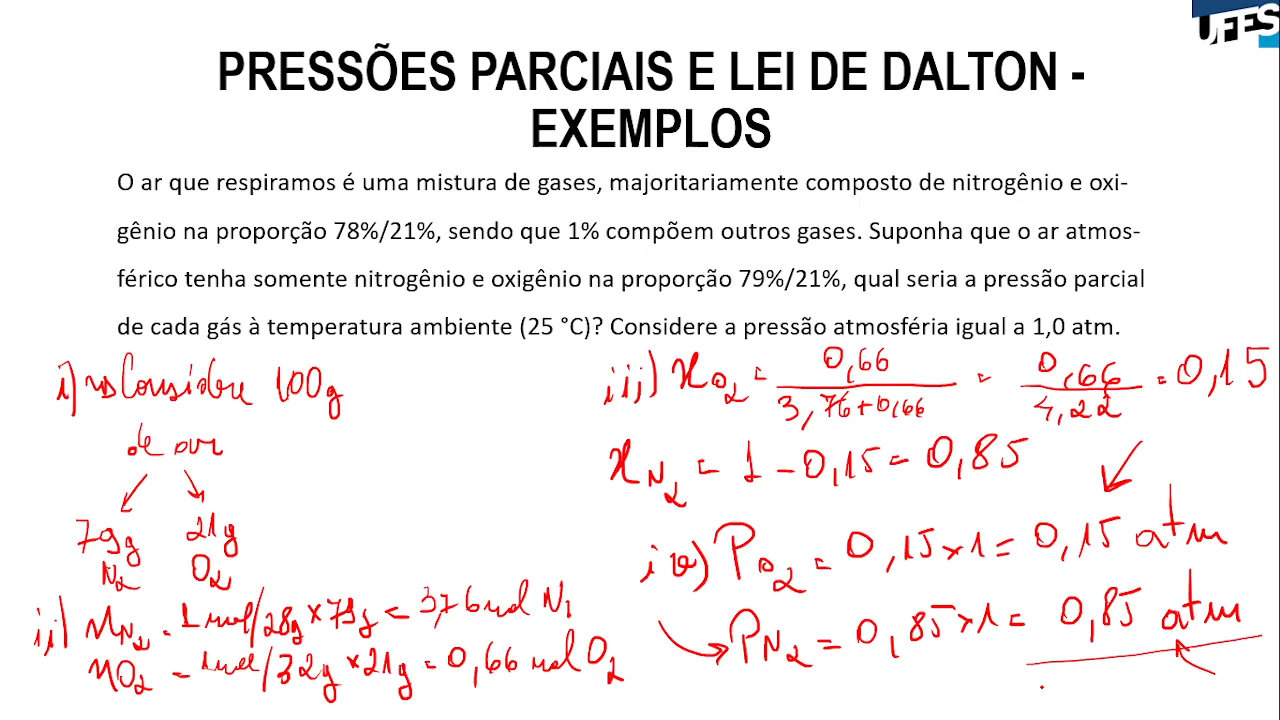 UFES
PRESSÕES PARCIAIS E LEI DE DALTON -
EXEMPLOS
O ar que respiramos é uma mistura de gases, majoritariamente composto de nitrogênio e oxi-
gênio na proporção 78%/21%, sendo que 1% compõem outros gases. Suponha que o ar atmos-
férico tenha somente nitrogênio e oxigênio na proporção 79%/21%, qual seria a pressão parcial
de cada gás à temperatura ambiente (25 °C)? Considere a pressão atmosféria igual a 1,0 atm.
i) Considere 100g
de ar
79g 21g
N2 O2
ii) nN2 = 1mol/28g x 79g = 3,76 mol N2
nO2 = 1mol/32g x 21g = 0,66 mol O2
iii) xO2 = 0,66 / 3,76+0,66 = 0,66 / 4,22 = 0,15
xN2 = 1 - 0,15 = 0,85
iv) PO2 = 0,15 x 1 = 0,15 atm
PN2 = 0,85 x 1 = 0,85 atm